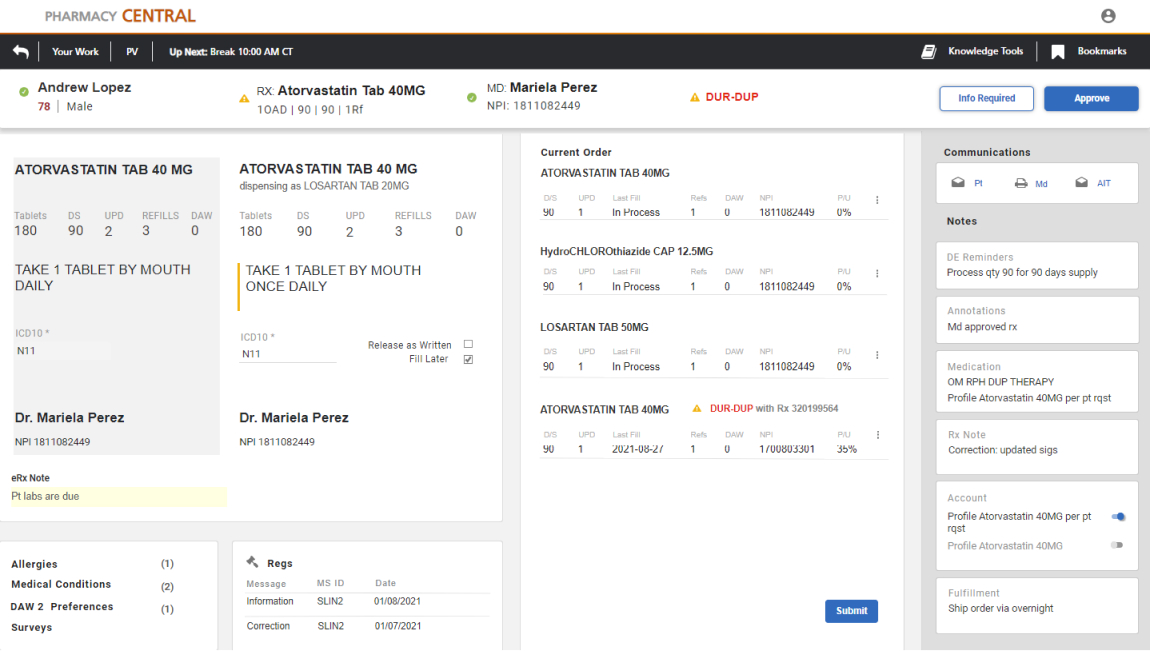 PHARMACY CENTRAL
Your Work PV Up Next: Break 10:00 AM CT Knowledge Tools Bookmarks
Andrew Lopez
78 | Male
RX: Atorvastatin Tab 40MG
1OAD | 90 | 90 | 1Rf
MD: Mariela Perez
NPI: 1811082449
DUR-DUP
Info Required
Approve
ATORVASTATIN TAB 40 MG
Tablets DS UPD REFILLS DAW
180 90 2 3 0
TAKE 1 TABLET BY MOUTH
DAILY
ICD10 *
N11
Dr. Mariela Perez
NPI 1811082449
eRx Note
Pt labs are due
ATORVASTATIN TAB 40 MG
dispensing as LOSARTAN TAB 20MG
Tablets DS UPD REFILLS DAW
180 90 2 3 0
TAKE 1 TABLET BY MOUTH
ONCE DAILY
ICD10 *
N11
Release as Written
Fill Later
Dr. Mariela Perez
NPI 1811082449
Allergies (1)
Medical Conditions (2)
DAW 2 Preferences (1)
Surveys
Regs
Message MS ID Date
Information SLIN2 01/08/2021
Correction SLIN2 01/07/2021
Current Order
ATORVASTATIN TAB 40MG
D/S UPD Last Fill Refs DAW NPI P/U
90 1 In Process 1 0 1811082449 0%
HydroCHLOROthiazide CAP 12.5MG
D/S UPD Last Fill Refs DAW NPI P/U
90 1 In Process 1 0 1811082449 0%
LOSARTAN TAB 50MG
D/S UPD Last Fill Refs DAW NPI P/U
90 1 In Process 1 0 1811082449 0%
ATORVASTATIN TAB 40MG DUR-DUP with Rx 320199564
D/S UPD Last Fill Refs DAW NPI P/U
90 1 2021-08-27 1 0 1700803301 35%
Submit
Communications
Pt Md AIT
Notes
DE Reminders
Process qty 90 for 90 days supply
Annotations
Md approved rx
Medication
OM RPH DUP THERAPY
Profile Atorvastatin 40MG per pt rqst
Rx Note
Correction: updated sigs
Account
Profile Atorvastatin 40MG per pt
rqst
Profile Atorvastatin 40MG
Fulfillment
Ship order via overnight